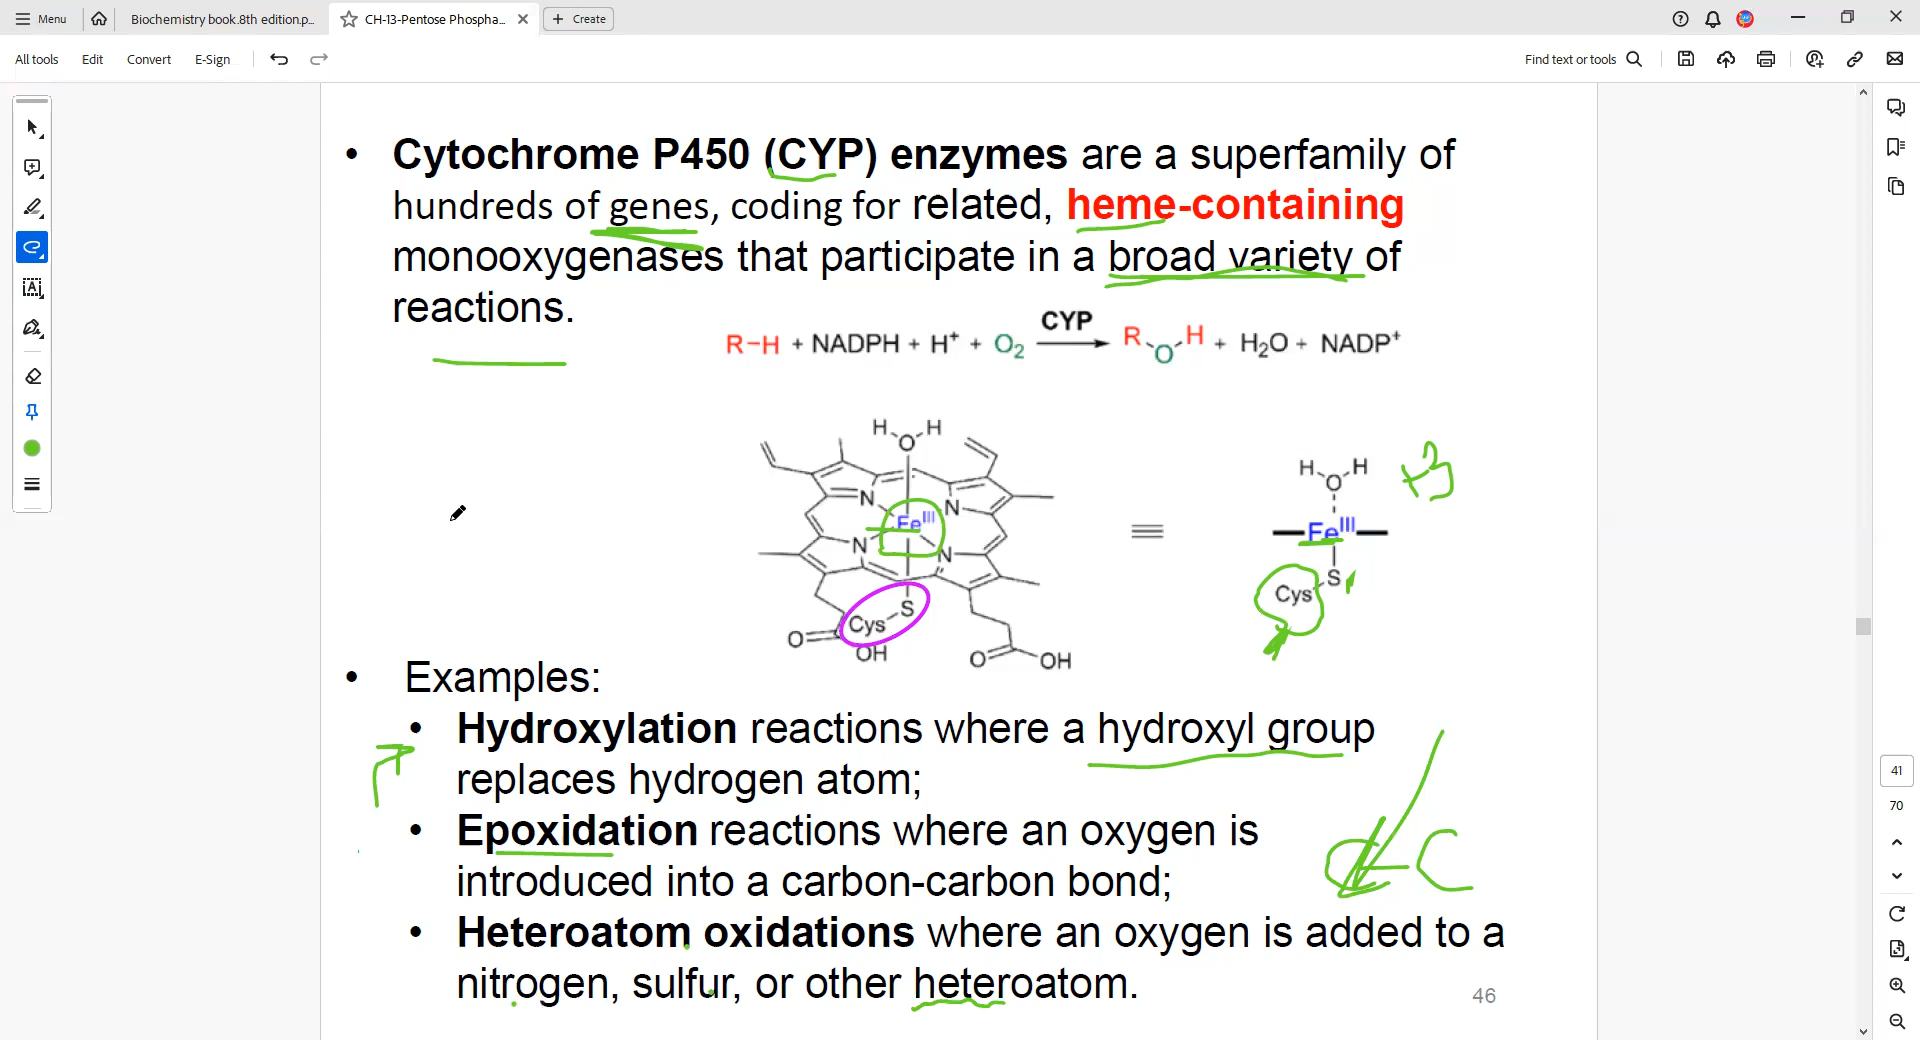 Menu
Biochemistry book.8th edition.p...
CH-13-Pentose Phospha...
Create
All tools Edit Convert E-Sign
Find text or tools
• Cytochrome P450 (CYP) enzymes are a superfamily of
hundreds of genes, coding for related, heme-containing
monooxygenases that participate in a broad variety of
reactions.
R-H + NADPH + H⁺ + O₂ CYP → R O H + H₂O + NADP⁺
H O H
H O H +3
N N
Fe^III
≡ Fe^III
N N
S
Cys S
Cys
O OH
O OH
• Examples:
• Hydroxylation reactions where a hydroxyl group
replaces hydrogen atom;
• Epoxidation reactions where an oxygen is
introduced into a carbon-carbon bond;
C – C
• Heteroatom oxidations where an oxygen is added to a
nitrogen, sulfur, or other heteroatom.
46
41
70